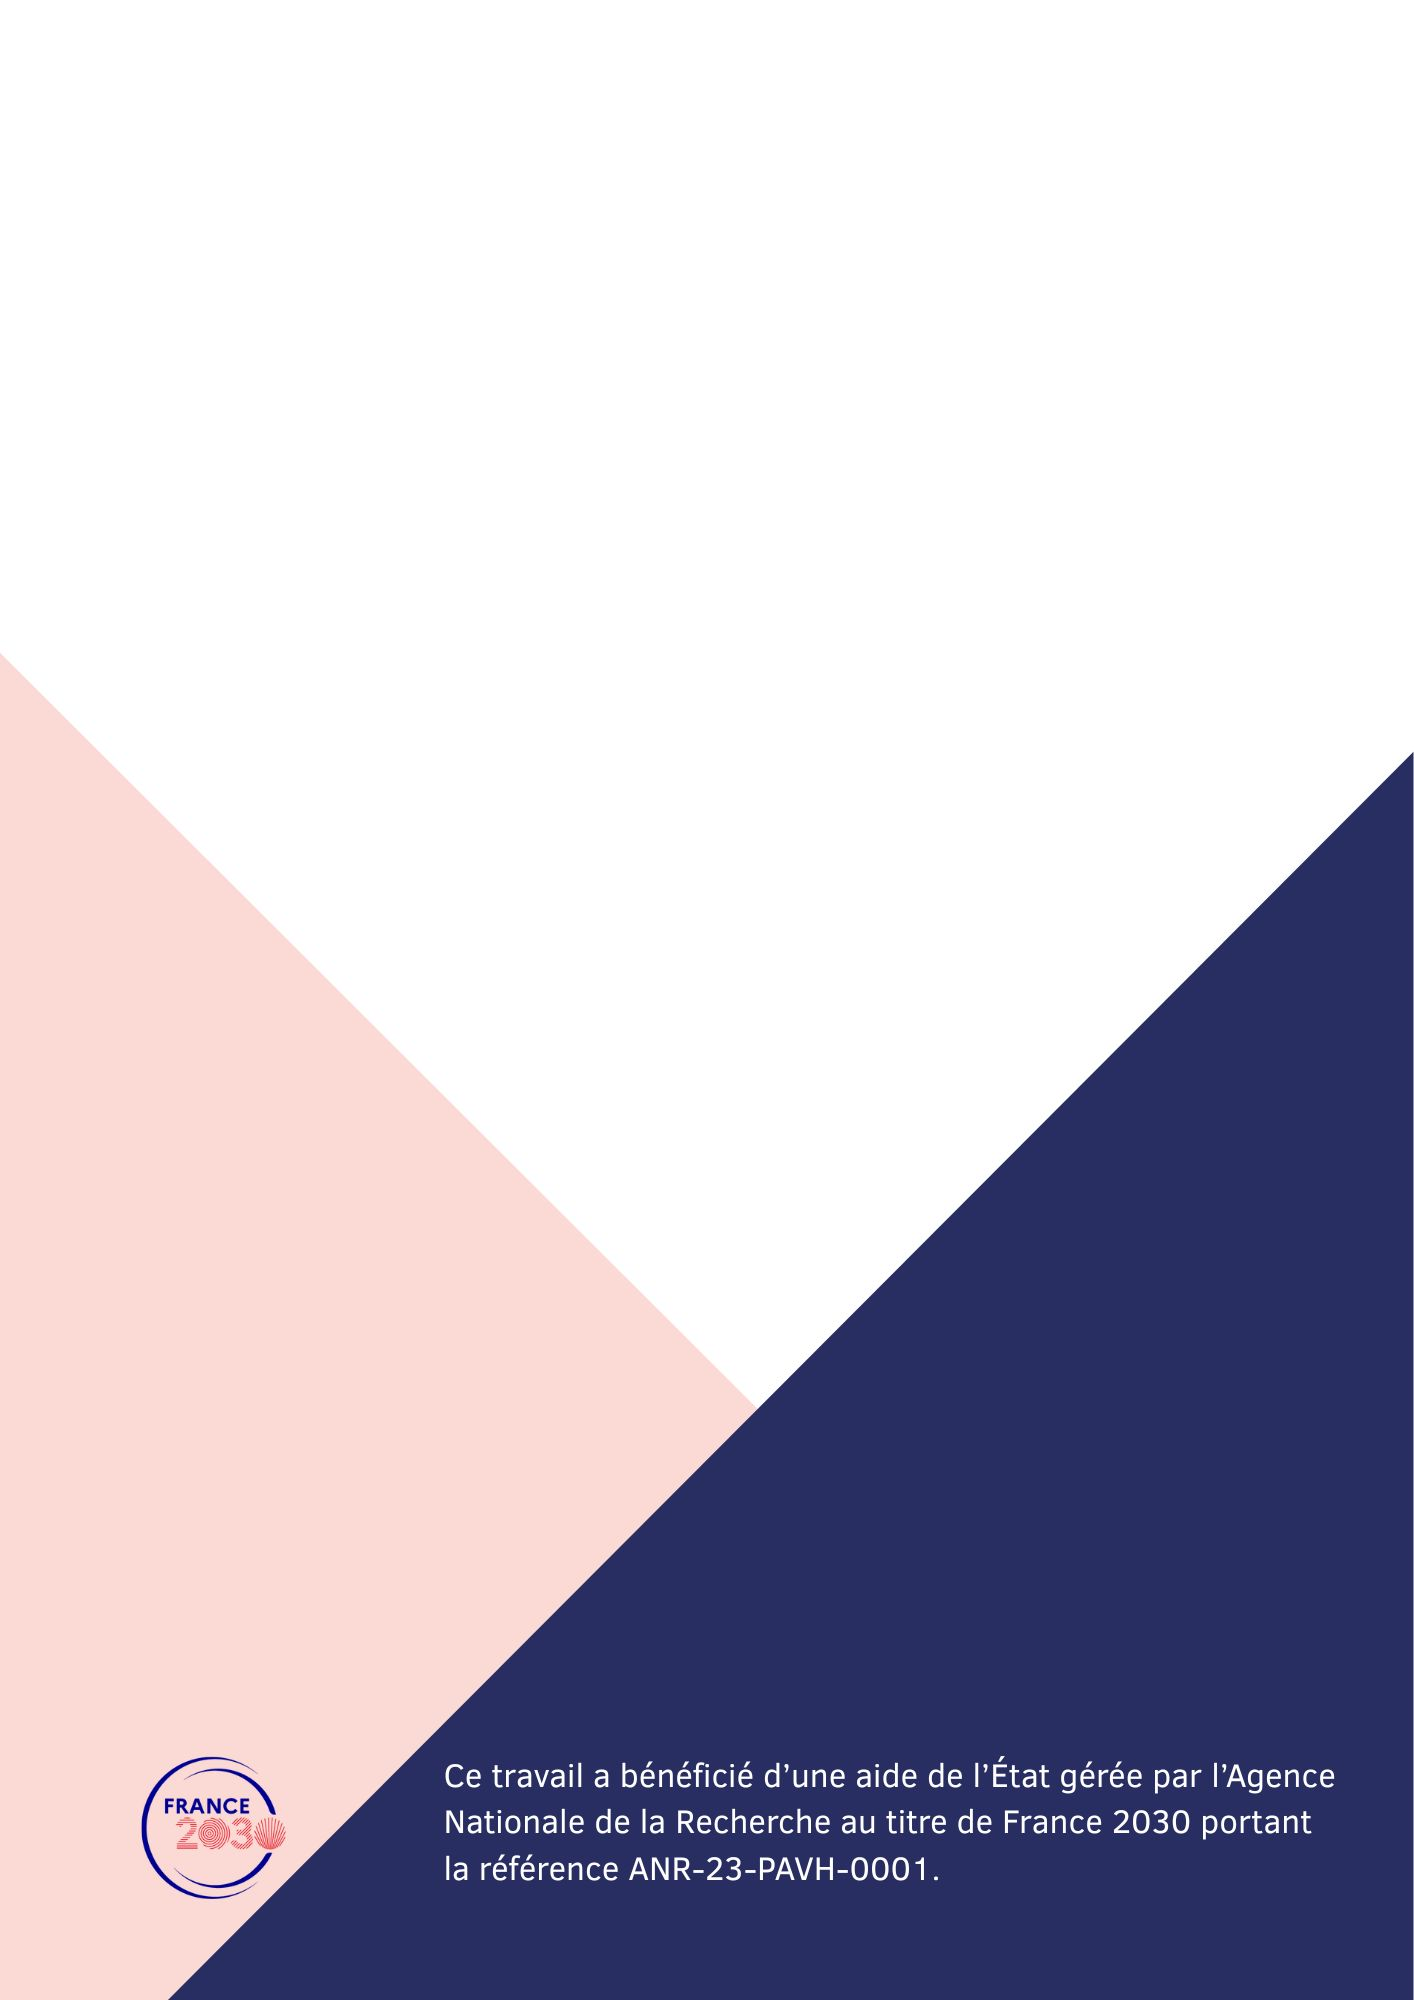 FRANCE
2030
Ce travail a bénéficié d’une aide de l’État gérée par l’Agence
Nationale de la Recherche au titre de France 2030 portant
la référence ANR-23-PAVH-0001.